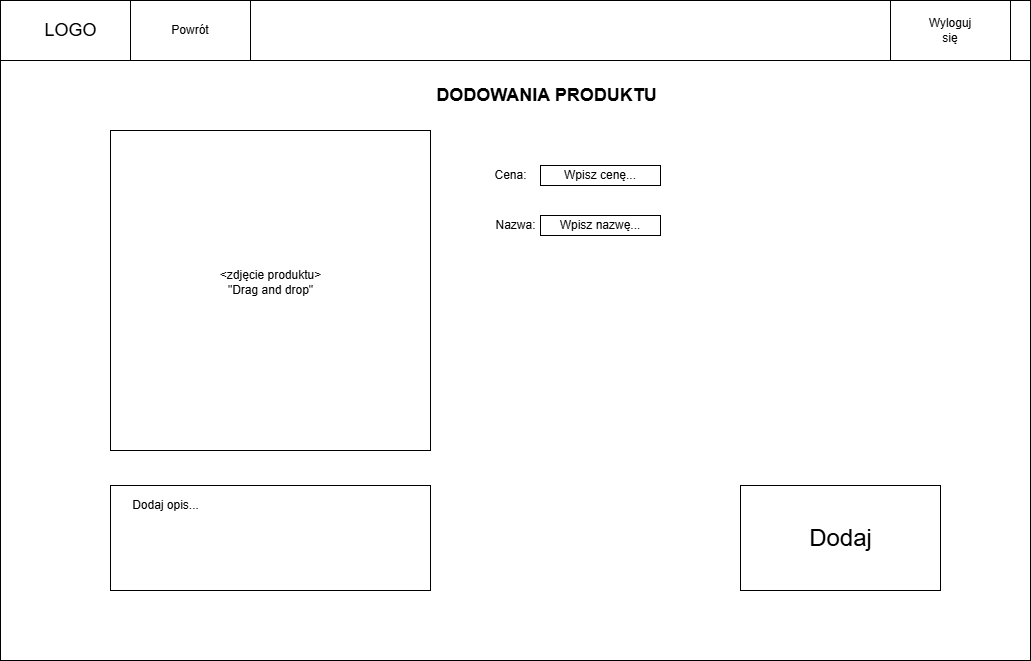 LOGO
Powrót
Wyloguj
się
DODOWANIA PRODUKTU
Cena:
Wpisz cenę...
Nazwa:
Wpisz nazwę...
<zdjęcie produktu>
"Drag and drop"
Dodaj opis...
Dodaj